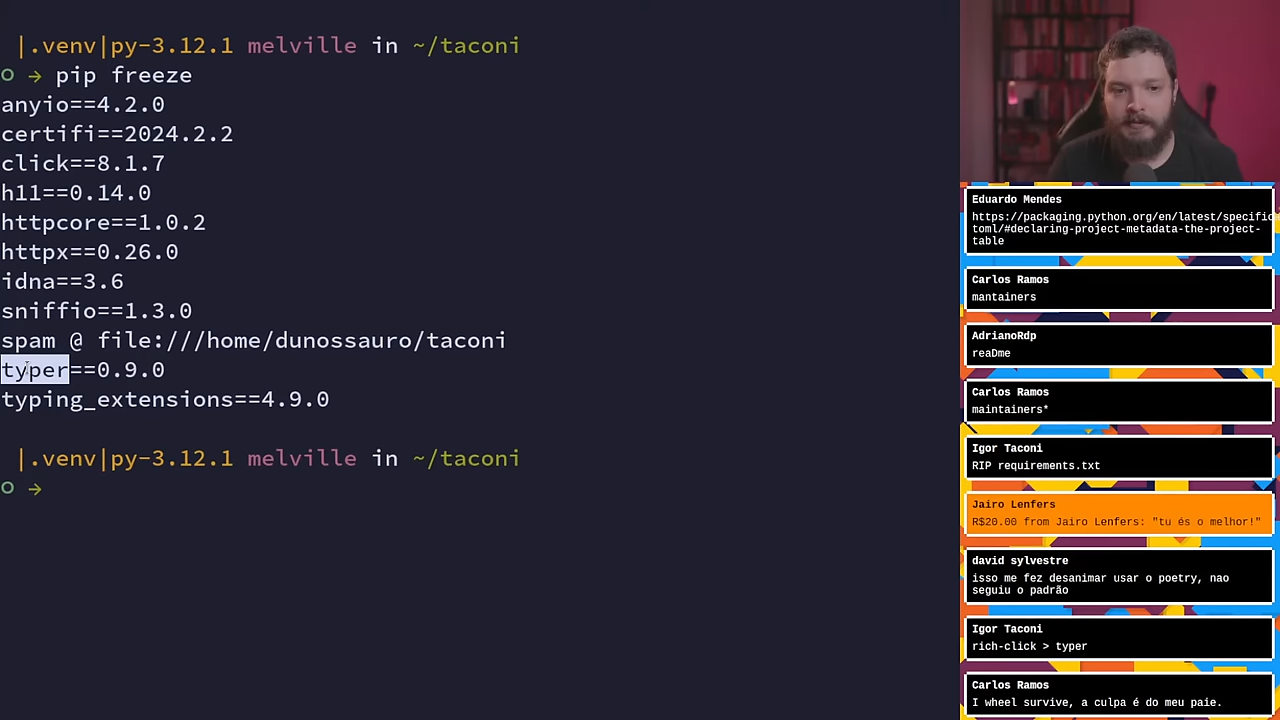 |.venv|py-3.12.1 melville in ~/taconi
→ pip freeze
anyio==4.2.0
certifi==2024.2.2
click==8.1.7
h11==0.14.0
httpcore==1.0.2
httpx==0.26.0
idna==3.6
sniffio==1.3.0
spam @ file:///home/dunossauro/taconi
typer==0.9.0
typing_extensions==4.9.0
|.venv|py-3.12.1 melville in ~/taconi
→
Eduardo Mendes
https://packaging.python.org/en/latest/specific
toml/#declaring-project-metadata-the-project-
table
Carlos Ramos
mantainers
AdrianoRdp
reaDme
Carlos Ramos
maintainers*
Igor Taconi
RIP requirements.txt
Jairo Lenfers
R$20.00 from Jairo Lenfers: "tu és o melhor!"
david sylvestre
isso me fez desanimar usar o poetry, nao
seguiu o padrão
Igor Taconi
rich-click > typer
Carlos Ramos
I wheel survive, a culpa é do meu paie.